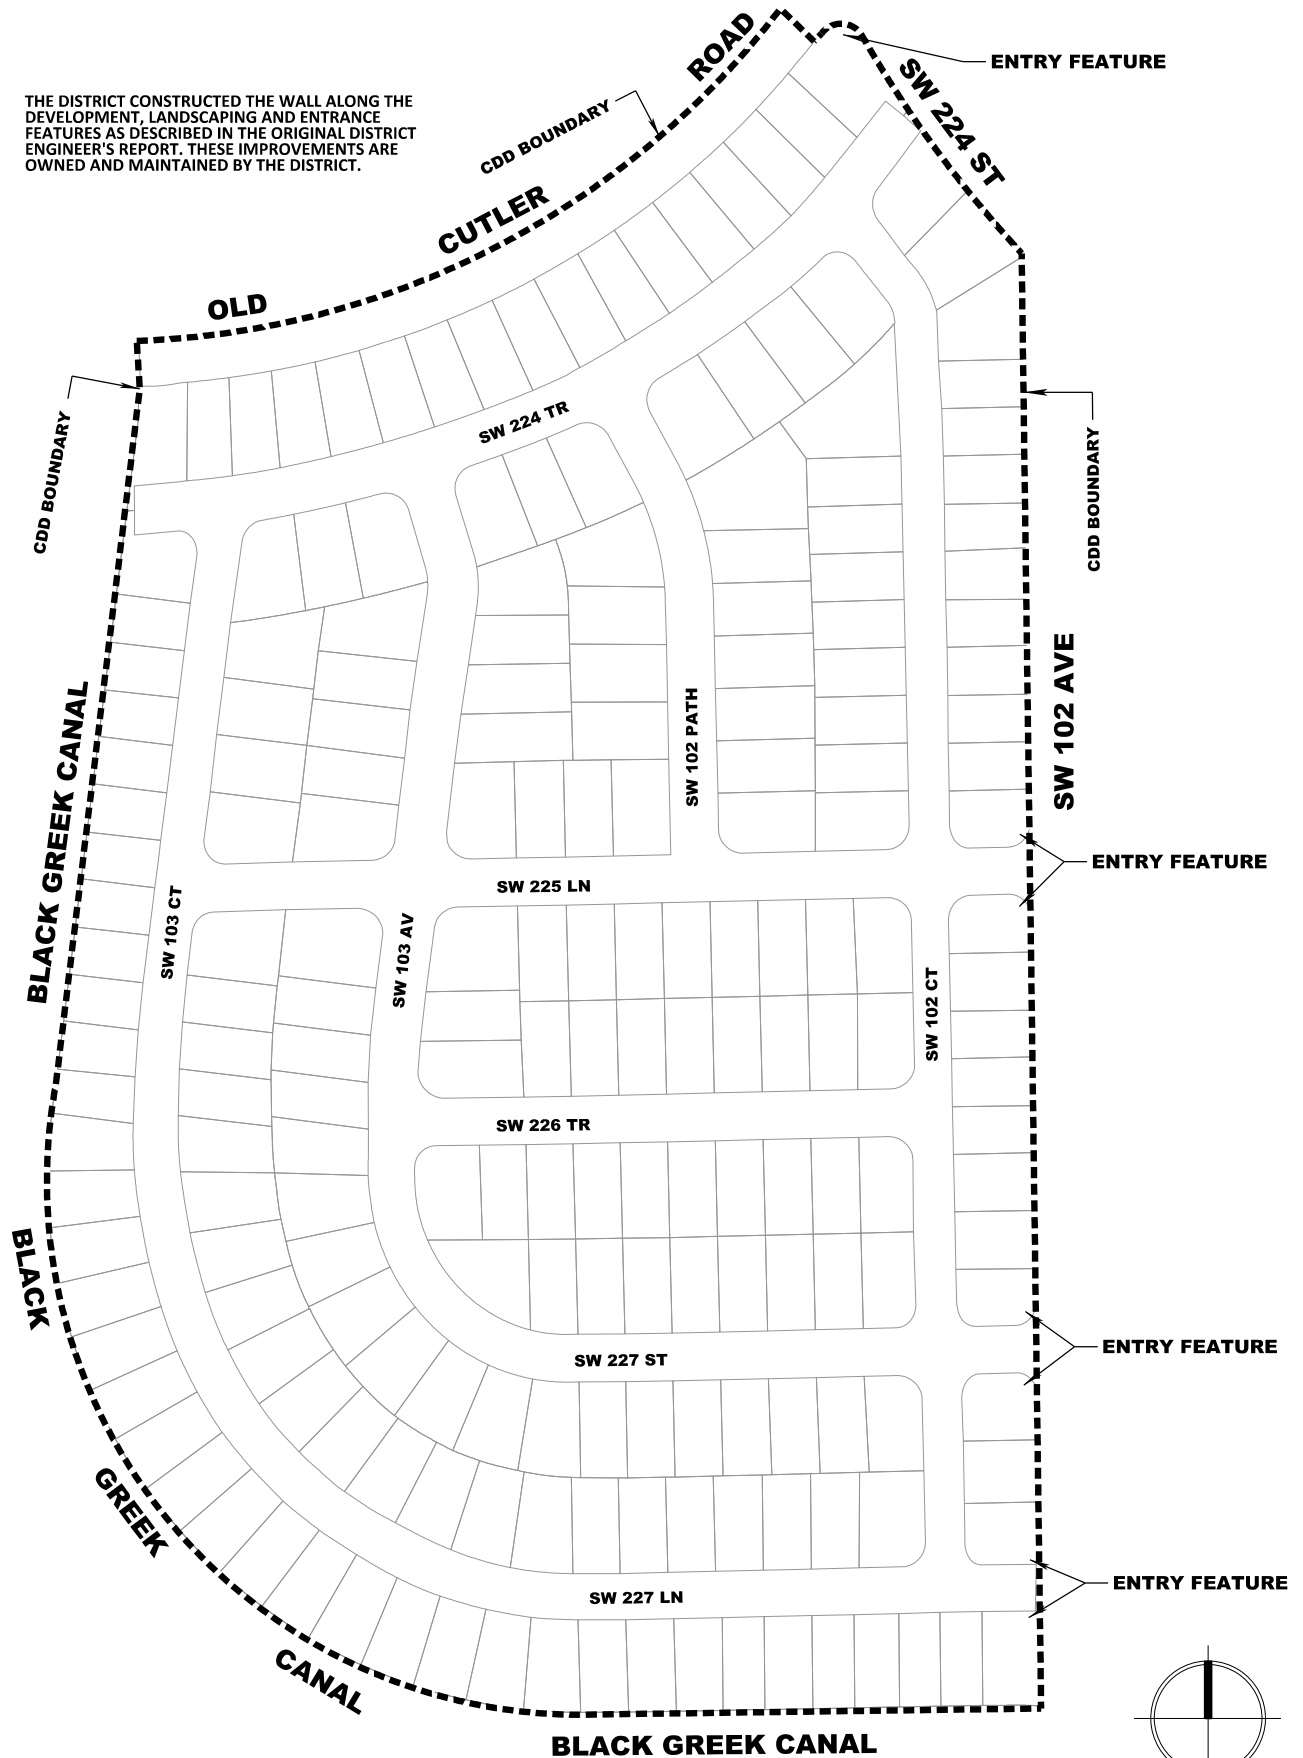 THE DISTRICT CONSTRUCTED THE WALL ALONG THE
DEVELOPMENT, LANDSCAPING AND ENTRANCE
FEATURES AS DESCRIBED IN THE ORIGINAL DISTRICT
ENGINEER'S REPORT. THESE IMPROVEMENTS ARE
OWNED AND MAINTAINED BY THE DISTRICT.
OLD CUTLER ROAD
CDD BOUNDARY
ENTRY FEATURE
SW 224 ST
CDD BOUNDARY
SW 224 TR
CDD BOUNDARY
SW 102 AVE
SW 102 PATH
BLACK GREEK CANAL
ENTRY FEATURE
SW 225 LN
SW 103 CT
SW 103 AV
SW 102 CT
SW 226 TR
BLACK GREEK CANAL
ENTRY FEATURE
SW 227 ST
ENTRY FEATURE
SW 227 LN
BLACK GREEK CANAL